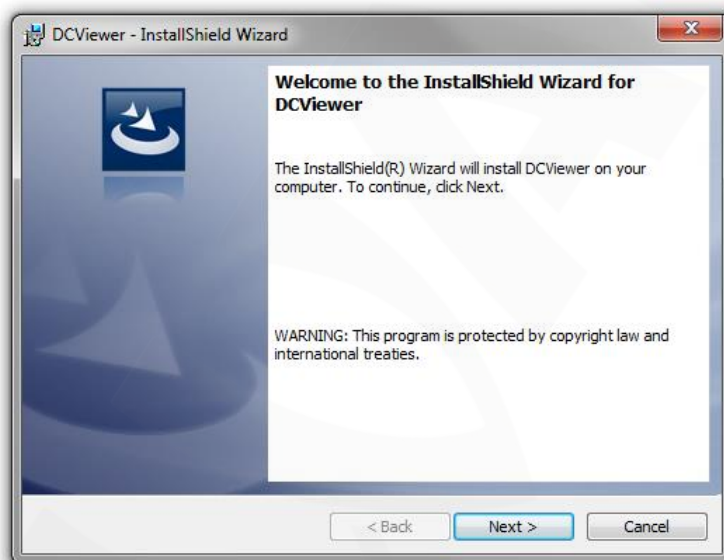 DCViewer - InstallShield Wizard
Welcome to the InstallShield Wizard for
DCViewer
The InstallShield(R) Wizard will install DCViewer on your
computer. To continue, click Next.
WARNING: This program is protected by copyright law and
international treaties.
< Back
Next >
Cancel